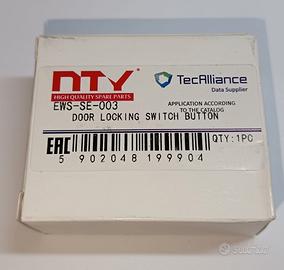 NTY
HIGH QUALITY SPARE PARTS
TecAlliance
Data Supplier
EWS-SE-003
APPLICATION ACCORDING
TO THE CATALOG
DOOR LOCKING SWITCH BUTTON
EAC
QTY:1PC
5 902048 199904
subito